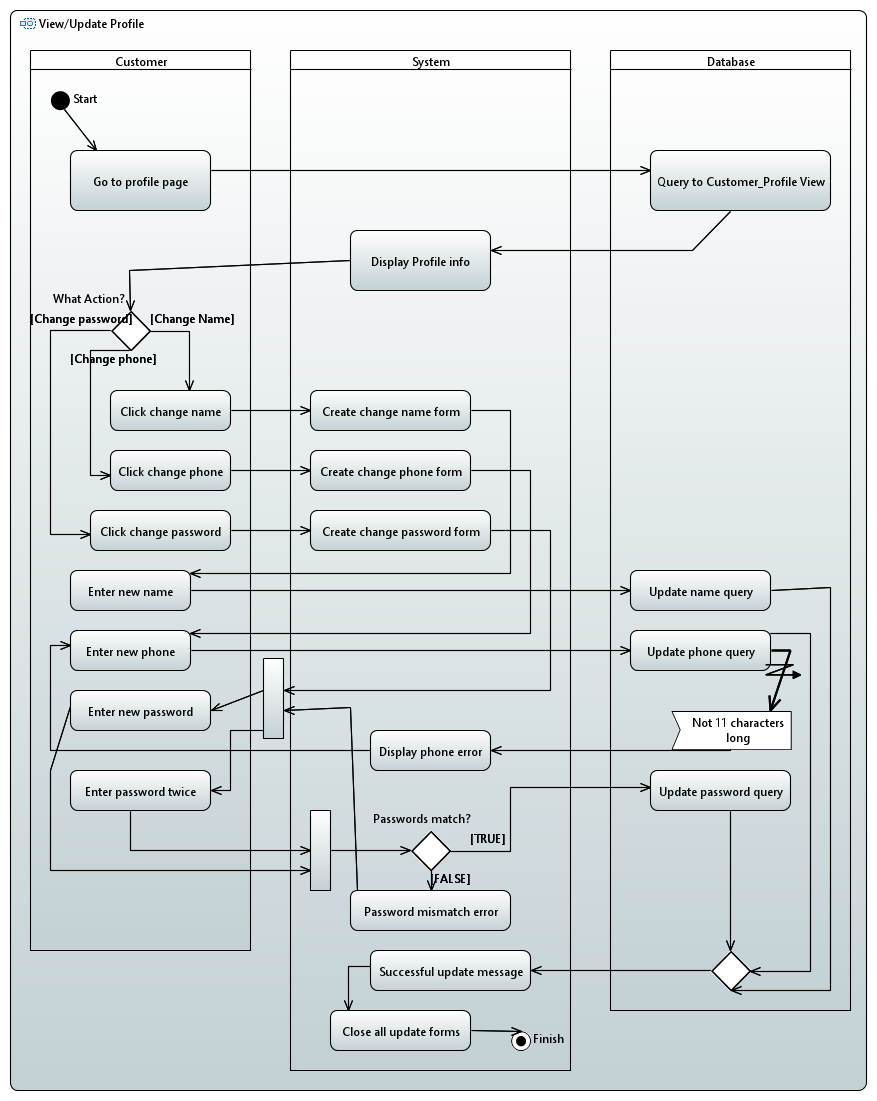 View/Update Profile
Customer
System
Database
Start
Go to profile page
Query to Customer_Profile View
Display Profile info
What Action?
[Change password]
[Change Name]
[Change phone]
Click change name
Create change name form
Click change phone
Create change phone form
Click change password
Create change password form
Enter new name
Update name query
Enter new phone
Update phone query
Enter new password
Not 11 characters
long
Display phone error
Enter password twice
Update password query
Passwords match?
[TRUE]
[FALSE]
Password mismatch error
Successful update message
Close all update forms
Finish